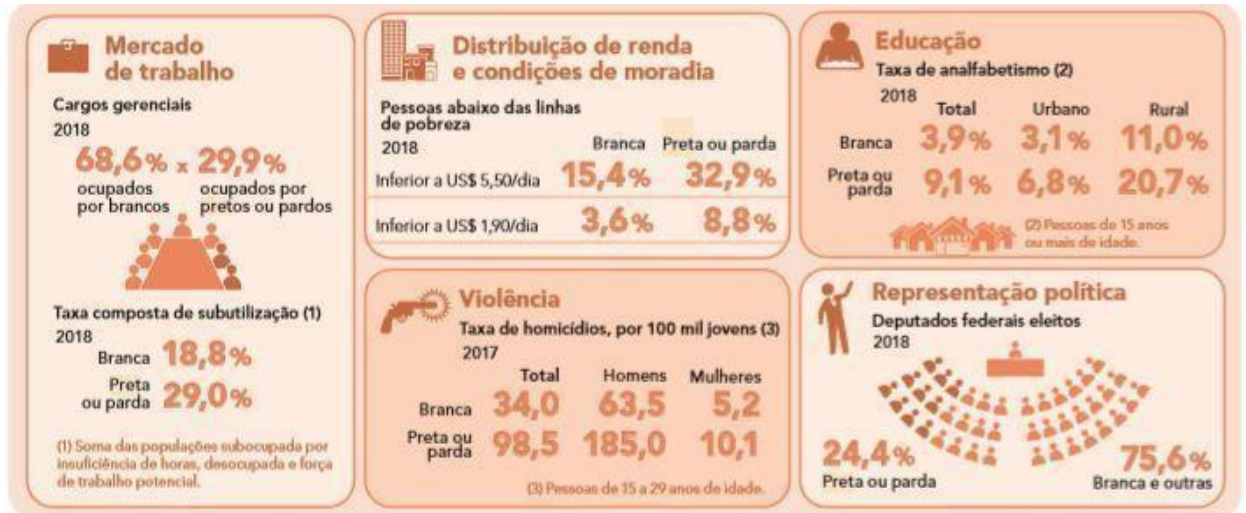 Mercado
de trabalho
Cargos gerenciais
2018
68,6% x 29,9%
ocupados por brancos
ocupados por pretos ou pardos
Taxa composta de subutilização (1)
2018
Branca 18,8%
Preta ou parda 29,0%
(1) Soma das populações subocupada por
insuficiência de horas, desocupada e força
de trabalho potencial.
Distribuição de renda
e condições de moradia
Pessoas abaixo das linhas
de pobreza
2018
Branca Preta ou parda
Inferior a US$ 5,50/dia 15,4% 32,9%
Inferior a US$ 1,90/dia 3,6% 8,8%
Violência
Taxa de homicídios, por 100 mil jovens (3)
2017
Total Homens Mulheres
Branca 34,0 63,5 5,2
Preta ou parda 98,5 185,0 10,1
(3) Pessoas de 15 a 29 anos de idade.
Educação
Taxa de analfabetismo (2)
2018
Total Urbano Rural
Branca 3,9% 3,1% 11,0%
Preta ou parda 9,1% 6,8% 20,7%
(2) Pessoas de 15 anos
ou mais de idade.
Representação política
Deputados federais eleitos
2018
24,4%
Preta ou parda
75,6%
Branca e outras